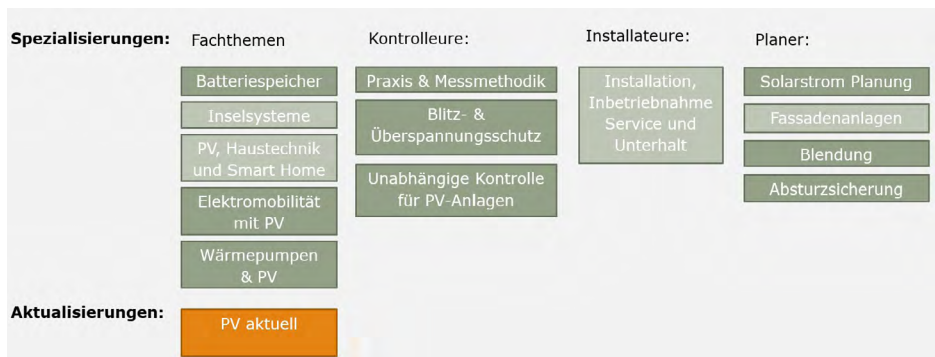 Spezialisierungen:
Fachthemen
Batteriespeicher
Inselsysteme
PV, Haustechnik
und Smart Home
Elektromobilität
mit PV
Wärmepumpen
& PV
Kontrolleure:
Praxis & Messmethodik
Blitz- &
Überspannungsschutz
Unabhängige Kontrolle
für PV-Anlagen
Installateure:
Installation,
Inbetriebnahme
Service und
Unterhalt
Planer:
Solarstrom Planung
Fassadenanlagen
Blendung
Absturzsicherung
Aktualisierungen:
PV aktuell